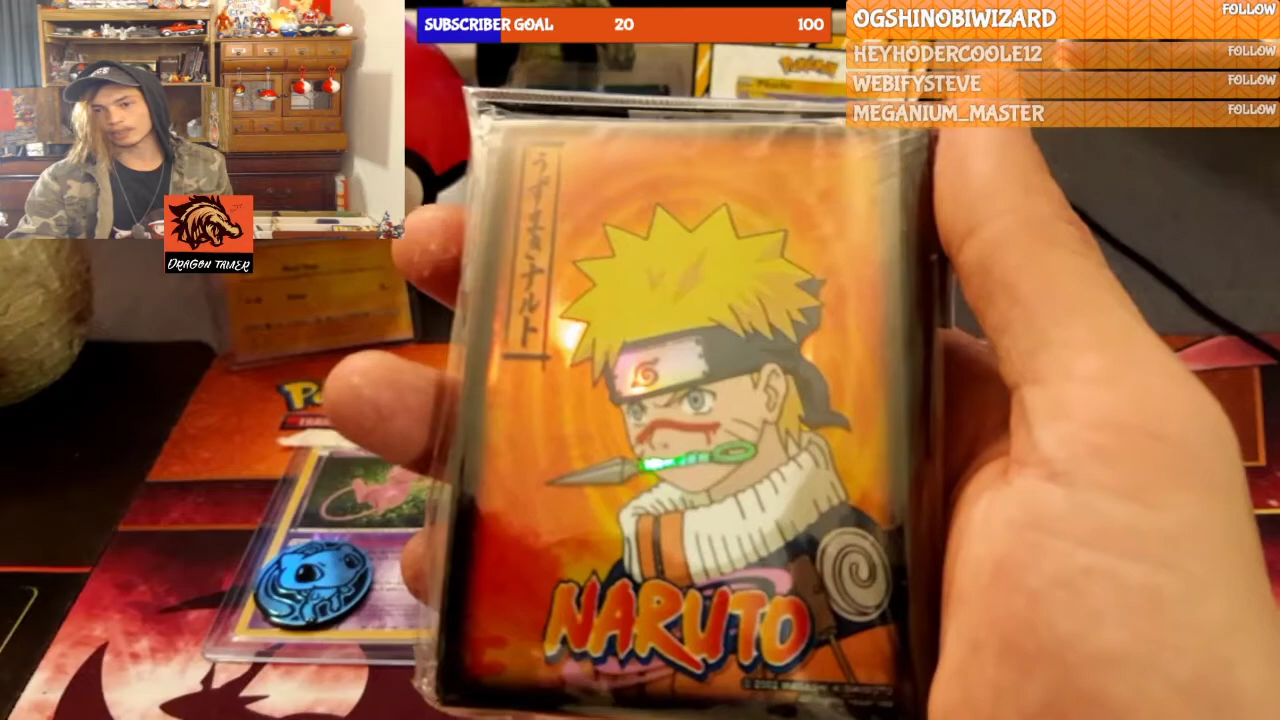 SUBSCRIBER GOAL 20 100
OGSHINOBIWIZARD FOLLOW
HEYHODERCOOLE12 FOLLOW
WEBIFYSTEVE FOLLOW
MEGANIUM_MASTER FOLLOW
DRAGON TAMER
Pokémon
うずまきナルト
NARUTO